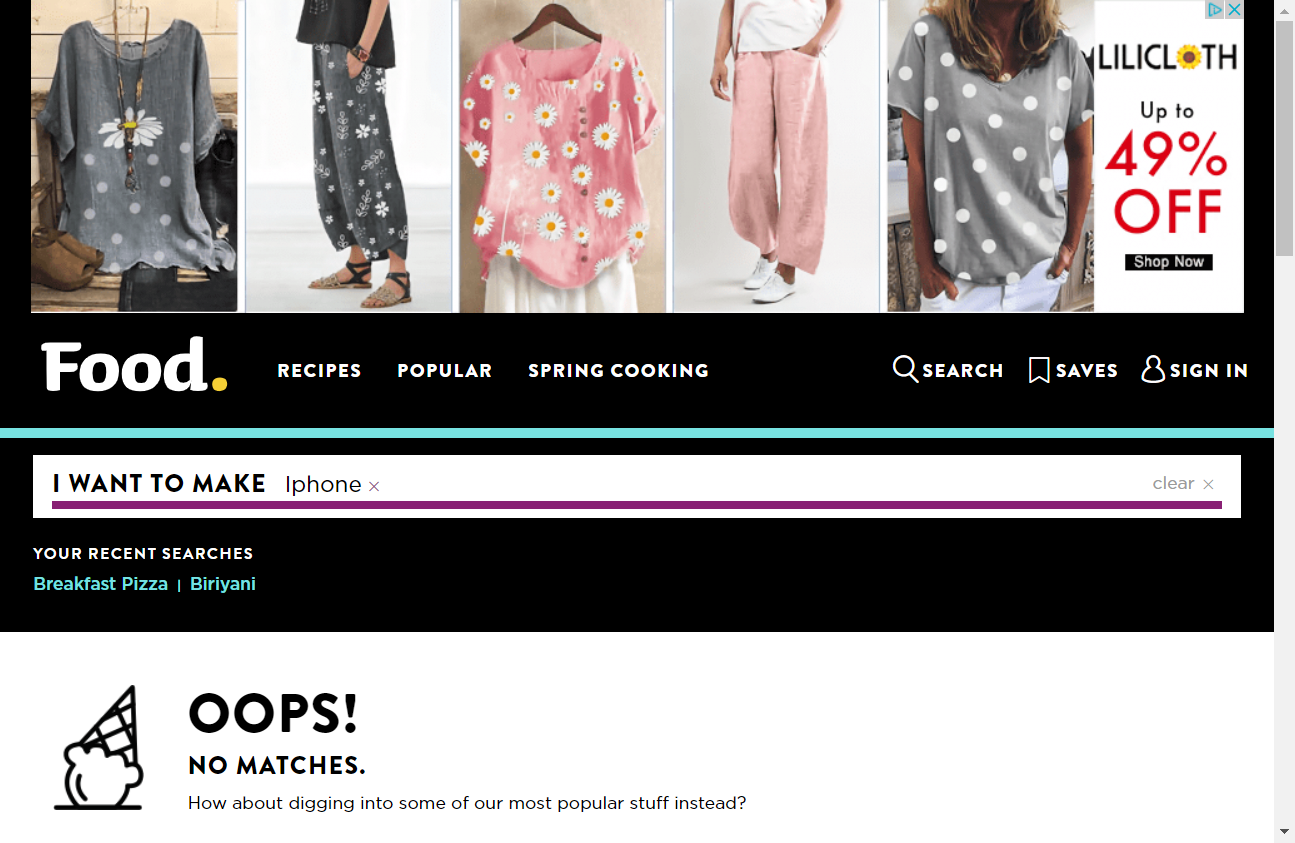 LILICLOTH
Up to
49%
OFF
Shop Now
Food.
RECIPES POPULAR SPRING COOKING SEARCH SAVES SIGN IN
I WANT TO MAKE Iphone × clear ×
YOUR RECENT SEARCHES
Breakfast Pizza | Biriyani
OOPS!
NO MATCHES.
How about digging into some of our most popular stuff instead?